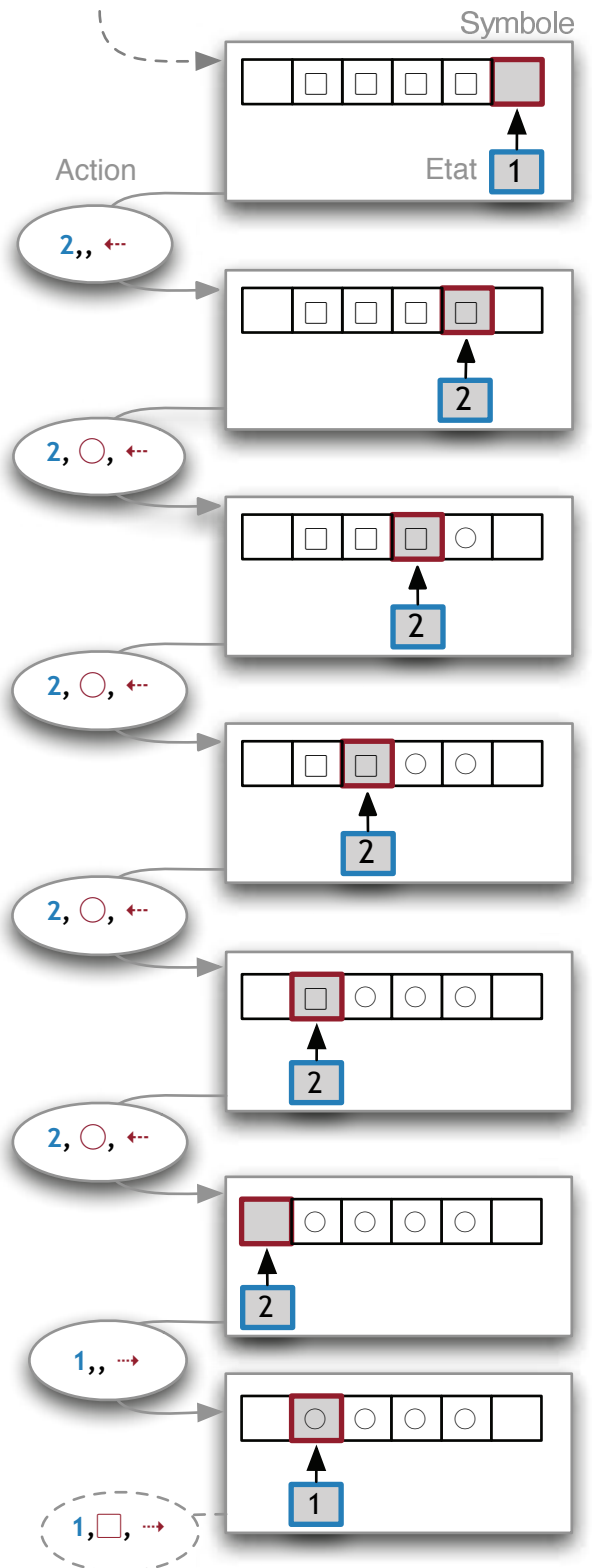 Symbole
□ □ □ □
Action
Etat 1
2,, ⇠
□ □ □ □
2
2, ○, ⇠
□ □ □ ○
2
2, ○, ⇠
□ □ ○ ○
2
2, ○, ⇠
□ ○ ○ ○
2
2, ○, ⇠
○ ○ ○ ○
2
1,, ⇢
○ ○ ○ ○
1
1,□, ⇢